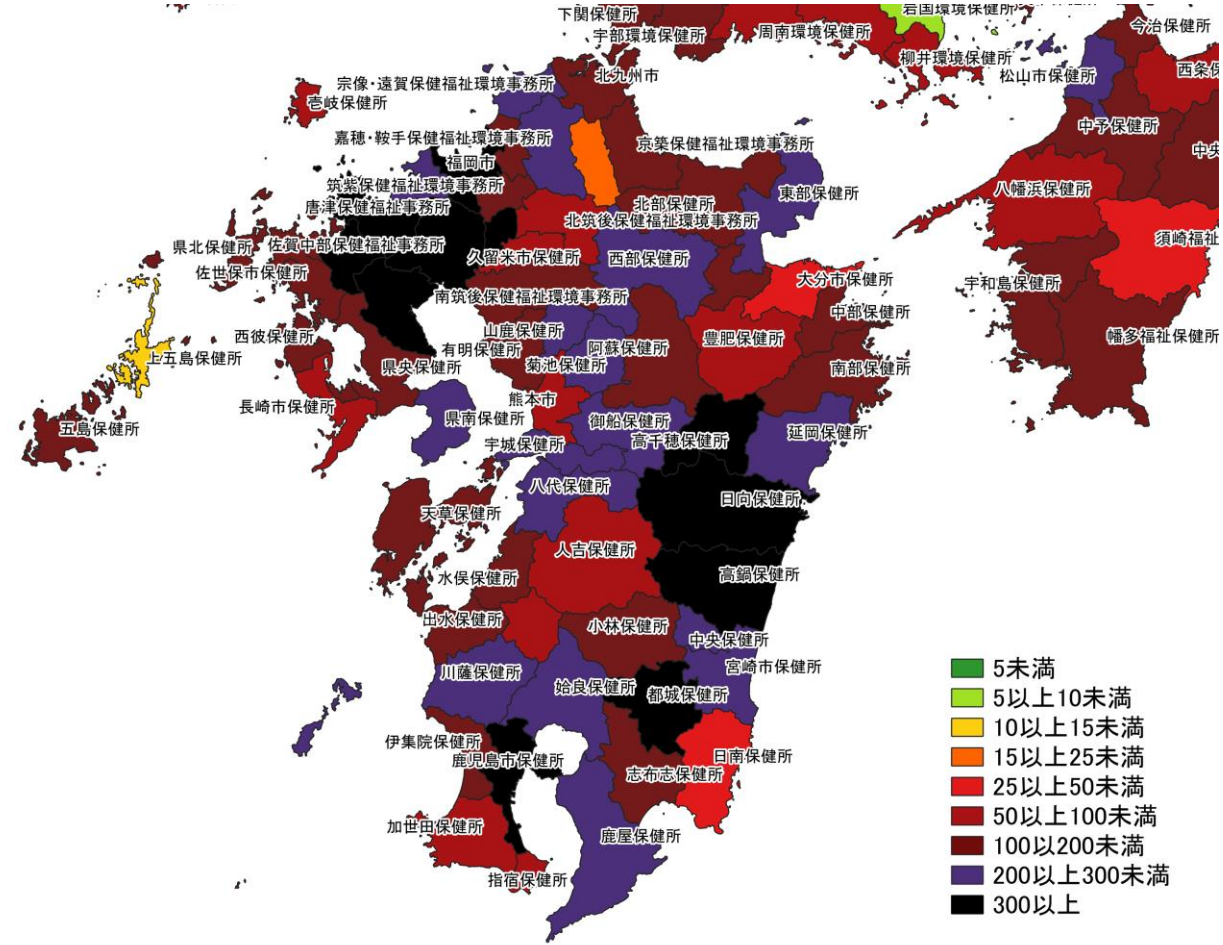 下関保健所
岩国環境保健所
宇部環境保健所
周南環境保健所
今治保健所
柳井環境保健所
北九州市
宗像・遠賀保健福祉環境事務所
松山市保健所
西条保
壱岐保健所
嘉穂・鞍手保健福祉環境事務所
京築保健福祉環境事務所
中予保健所
福岡市
中央
筑紫保健福祉環境事務所
東部保健所
八幡浜保健所
唐津保健福祉事務所
北部保健所
北筑後保健福祉環境事務所
県北保健所
佐賀中部保健福祉事務所
久留米市保健所
西部保健所
須崎福祉
佐世保市保健所
大分市保健所
宇和島保健所
南筑後保健福祉環境事務所
中部保健所
西彼保健所
山鹿保健所
豊肥保健所
幡多福祉保健所
上五島保健所
有明保健所
阿蘇保健所
県央保健所
菊池保健所
南部保健所
長崎市保健所
熊本市
五島保健所
県南保健所
御船保健所
宇城保健所
高千穂保健所
延岡保健所
八代保健所
日向保健所
天草保健所
人吉保健所
水俣保健所
高鍋保健所
出水保健所
小林保健所
中央保健所
川薩保健所
宮崎市保健所
姶良保健所
都城保健所
伊集院保健所
鹿児島市保健所
日南保健所
志布志保健所
加世田保健所
鹿屋保健所
指宿保健所
5未満
5以上10未満
10以上15未満
15以上25未満
25以上50未満
50以上100未満
100以200未満
200以上300未満
300以上